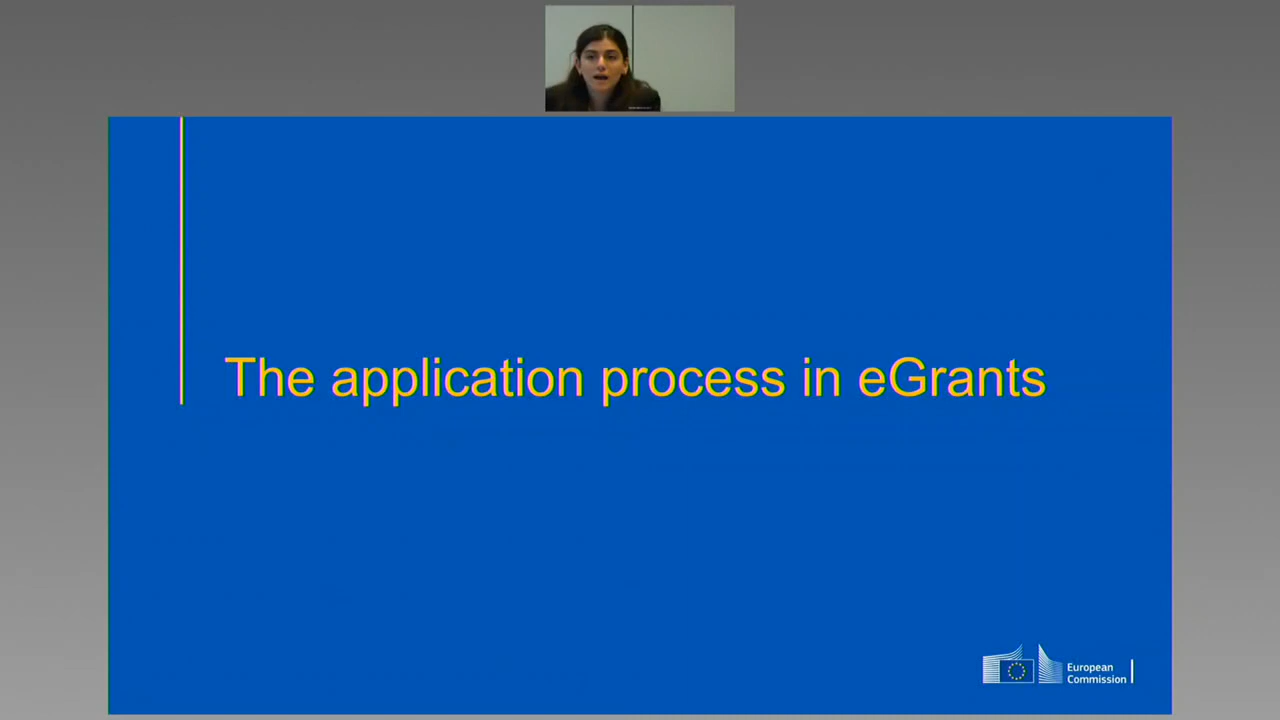 The application process in eGrants
European
Commission